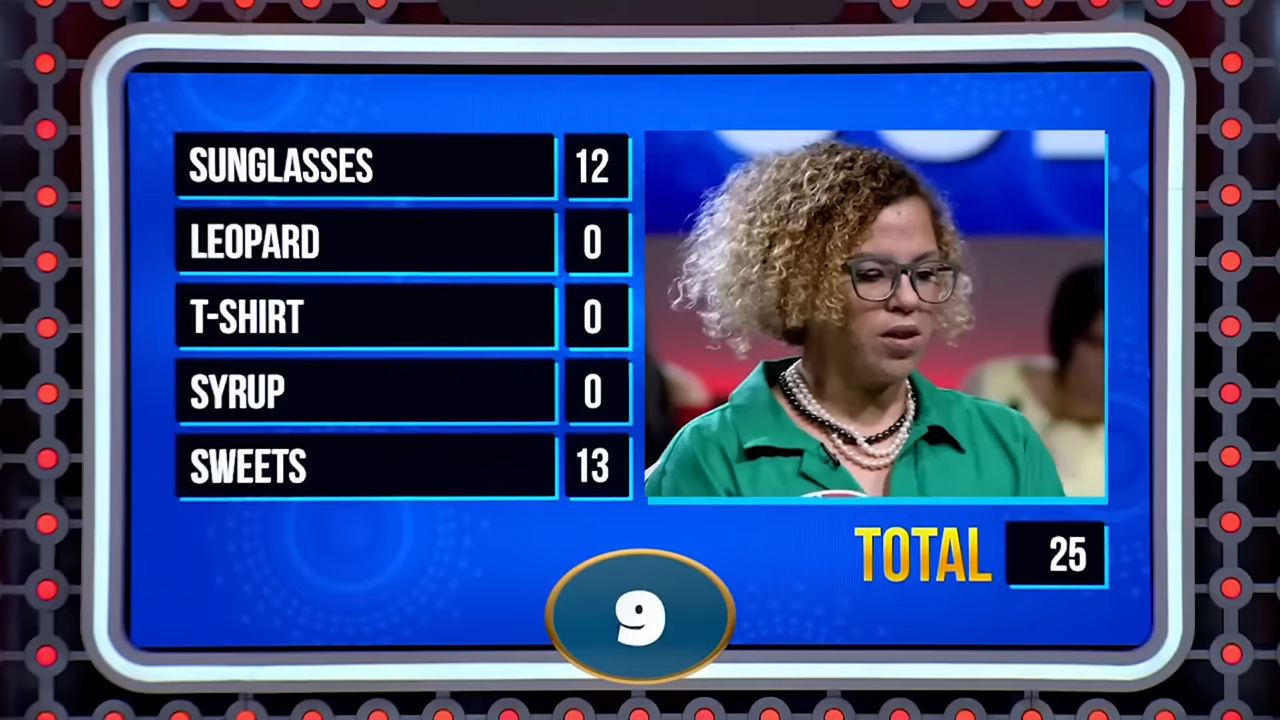 SUNGLASSES 12
LEOPARD 0
T-SHIRT 0
SYRUP 0
SWEETS 13
TOTAL 25
9